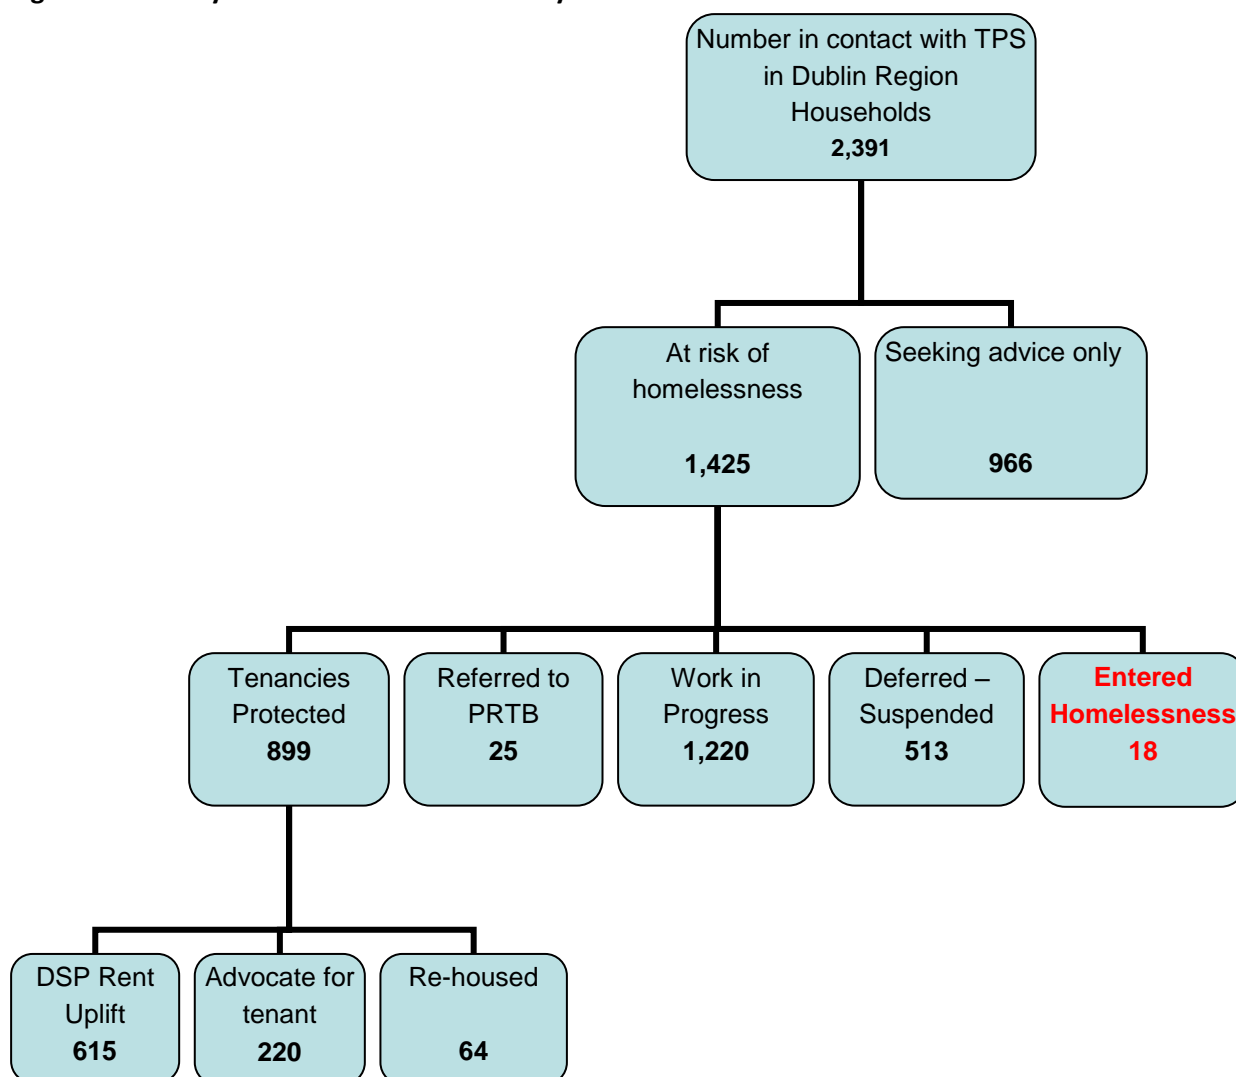 Number in contact with TPS
in Dublin Region
Households
2,391
At risk of
homelessness
1,425
Seeking advice only
966
Tenancies
Protected
899
Referred to
PRTB
25
Work in
Progress
1,220
Deferred –
Suspended
513
Entered
Homelessness
18
DSP Rent
Uplift
615
Advocate for
tenant
220
Re-housed
64